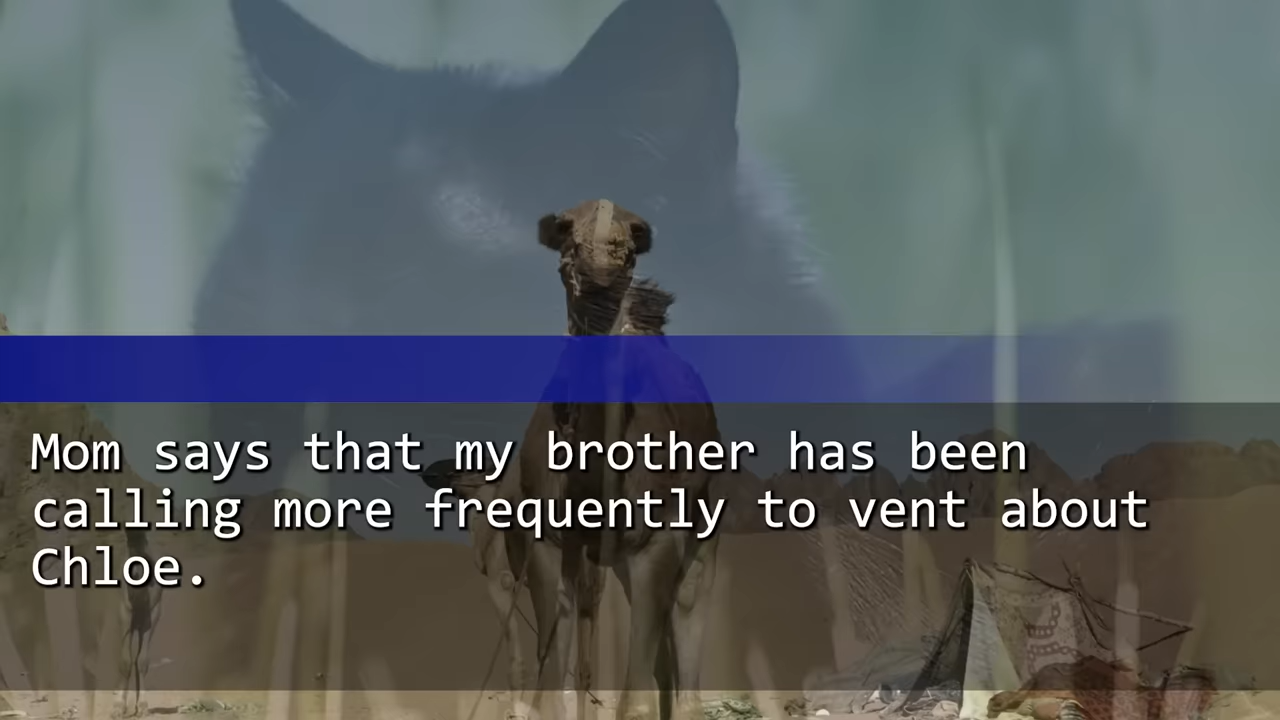 Mom says that my brother has been
calling more frequently to vent about
Chloe.